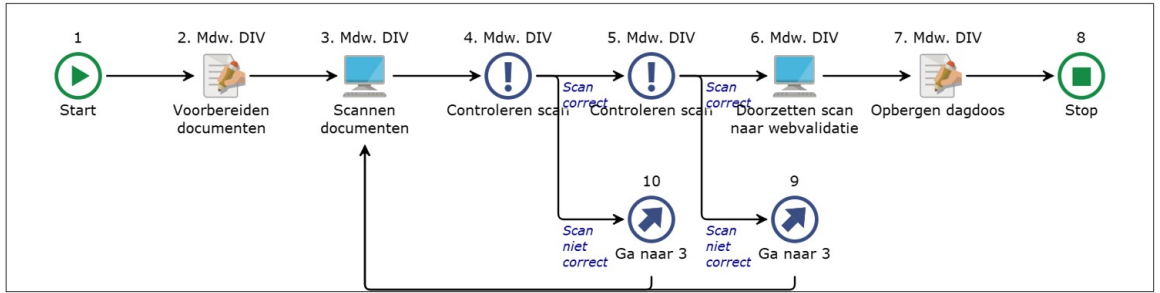 1
2. Mdw. DIV
3. Mdw. DIV
4. Mdw. DIV
5. Mdw. DIV
6. Mdw. DIV
7. Mdw. DIV
8
Start
Voorbereiden
documenten
Scannen
documenten
Controleren scan
Scan
correct
Controleren scan
Scan
correct
Doorzetten scan
naar webvalidatie
Opbergen dagdoos
Stop
10
9
Scan
niet
correct
Ga naar 3
Scan
niet
correct
Ga naar 3